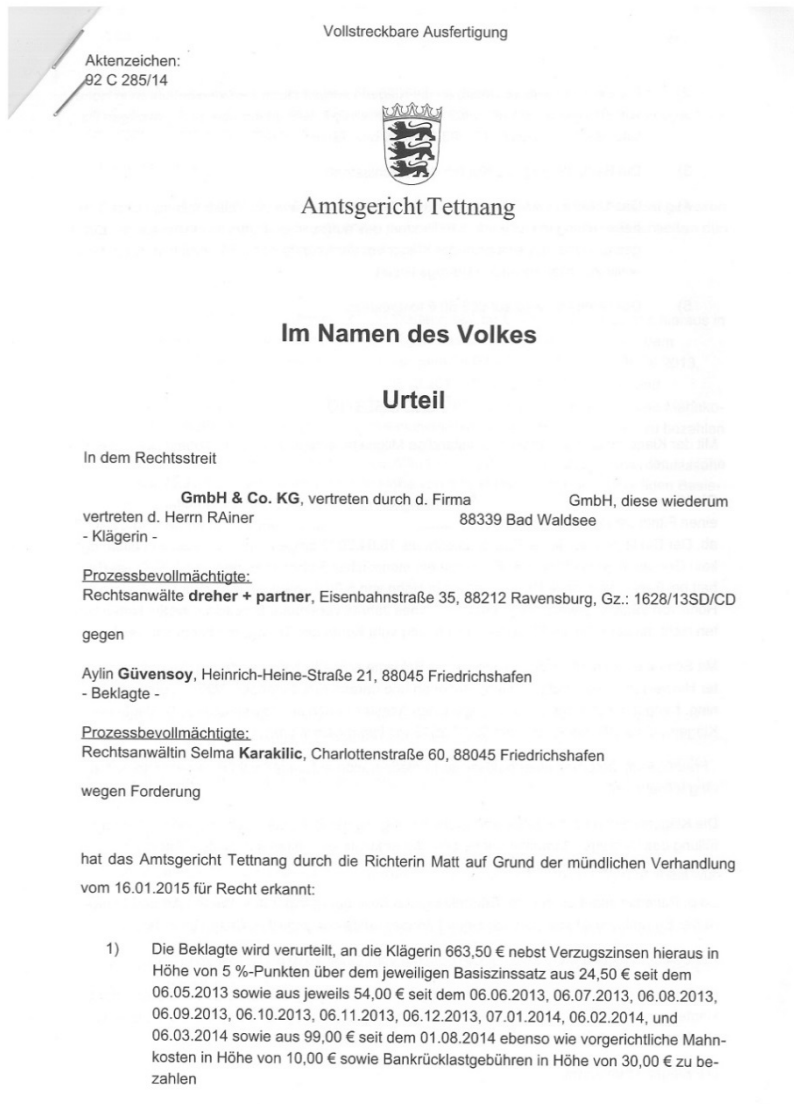 Vollstreckbare Ausfertigung
Aktenzeichen:
92 C 285/14
Amtsgericht Tettnang
Im Namen des Volkes
Urteil
In dem Rechtsstreit
GmbH & Co. KG, vertreten durch d. Firma GmbH, diese wiederum
vertreten d. Herrn RAiner 88339 Bad Waldsee
- Klägerin -
Prozessbevollmächtigte:
Rechtsanwälte dreher + partner, Eisenbahnstraße 35, 88212 Ravensburg, Gz.: 1628/13SD/CD
gegen
Aylin Güvensoy, Heinrich-Heine-Straße 21, 88045 Friedrichshafen
- Beklagte -
Prozessbevollmächtigte:
Rechtsanwältin Selma Karakilic, Charlottenstraße 60, 88045 Friedrichshafen
wegen Forderung
hat das Amtsgericht Tettnang durch die Richterin Matt auf Grund der mündlichen Verhandlung
vom 16.01.2015 für Recht erkannt:
1) Die Beklagte wird verurteilt, an die Klägerin 663,50 € nebst Verzugszinsen hieraus in
Höhe von 5 %-Punkten über dem jeweiligen Basiszinssatz aus 24,50 € seit dem
06.05.2013 sowie aus jeweils 54,00 € seit dem 06.06.2013, 06.07.2013, 06.08.2013,
06.09.2013, 06.10.2013, 06.11.2013, 06.12.2013, 07.01.2014, 06.02.2014, und
06.03.2014 sowie aus 99,00 € seit dem 01.08.2014 ebenso wie vorgerichtliche Mahn-
kosten in Höhe von 10,00 € sowie Bankrücklastgebühren in Höhe von 30,00 € zu be-
zahlen